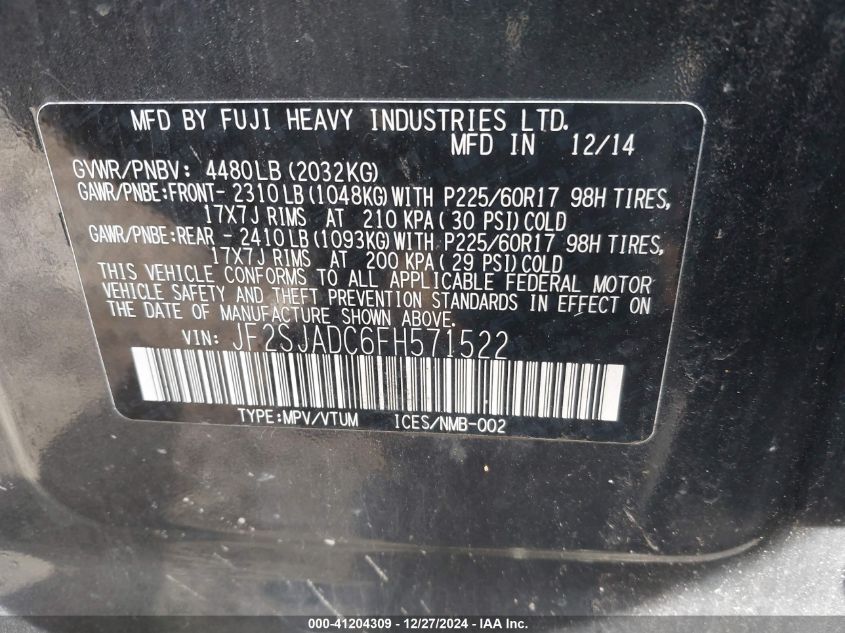 MFD BY FUJI HEAVY INDUSTRIES LTD.
MFD IN 12/14
GVWR/PNBV: 4480LB (2032KG)
GAWR/PNBE:FRONT- 2310 LB (1048KG) WITH P225/60R17 98H TIRES,
17X7J RIMS AT 210 KPA (30 PSI) COLD
GAWR/PNBE:REAR - 2410 LB (1093KG) WITH P225/60R17 98H TIRES,
17X7J RIMS AT 200 KPA (29 PSI) COLD
THIS VEHICLE CONFORMS TO ALL APPLICABLE FEDERAL MOTOR
VEHICLE SAFETY AND THEFT PREVENTION STANDARDS IN EFFECT ON
THE DATE OF MANUFACTURE SHOWN ABOVE.
VIN: JF2SJADC6FH571522
TYPE:MPV/VTUM ICES/NMB-002
000-41204309 - 12/27/2024 - IAA Inc.